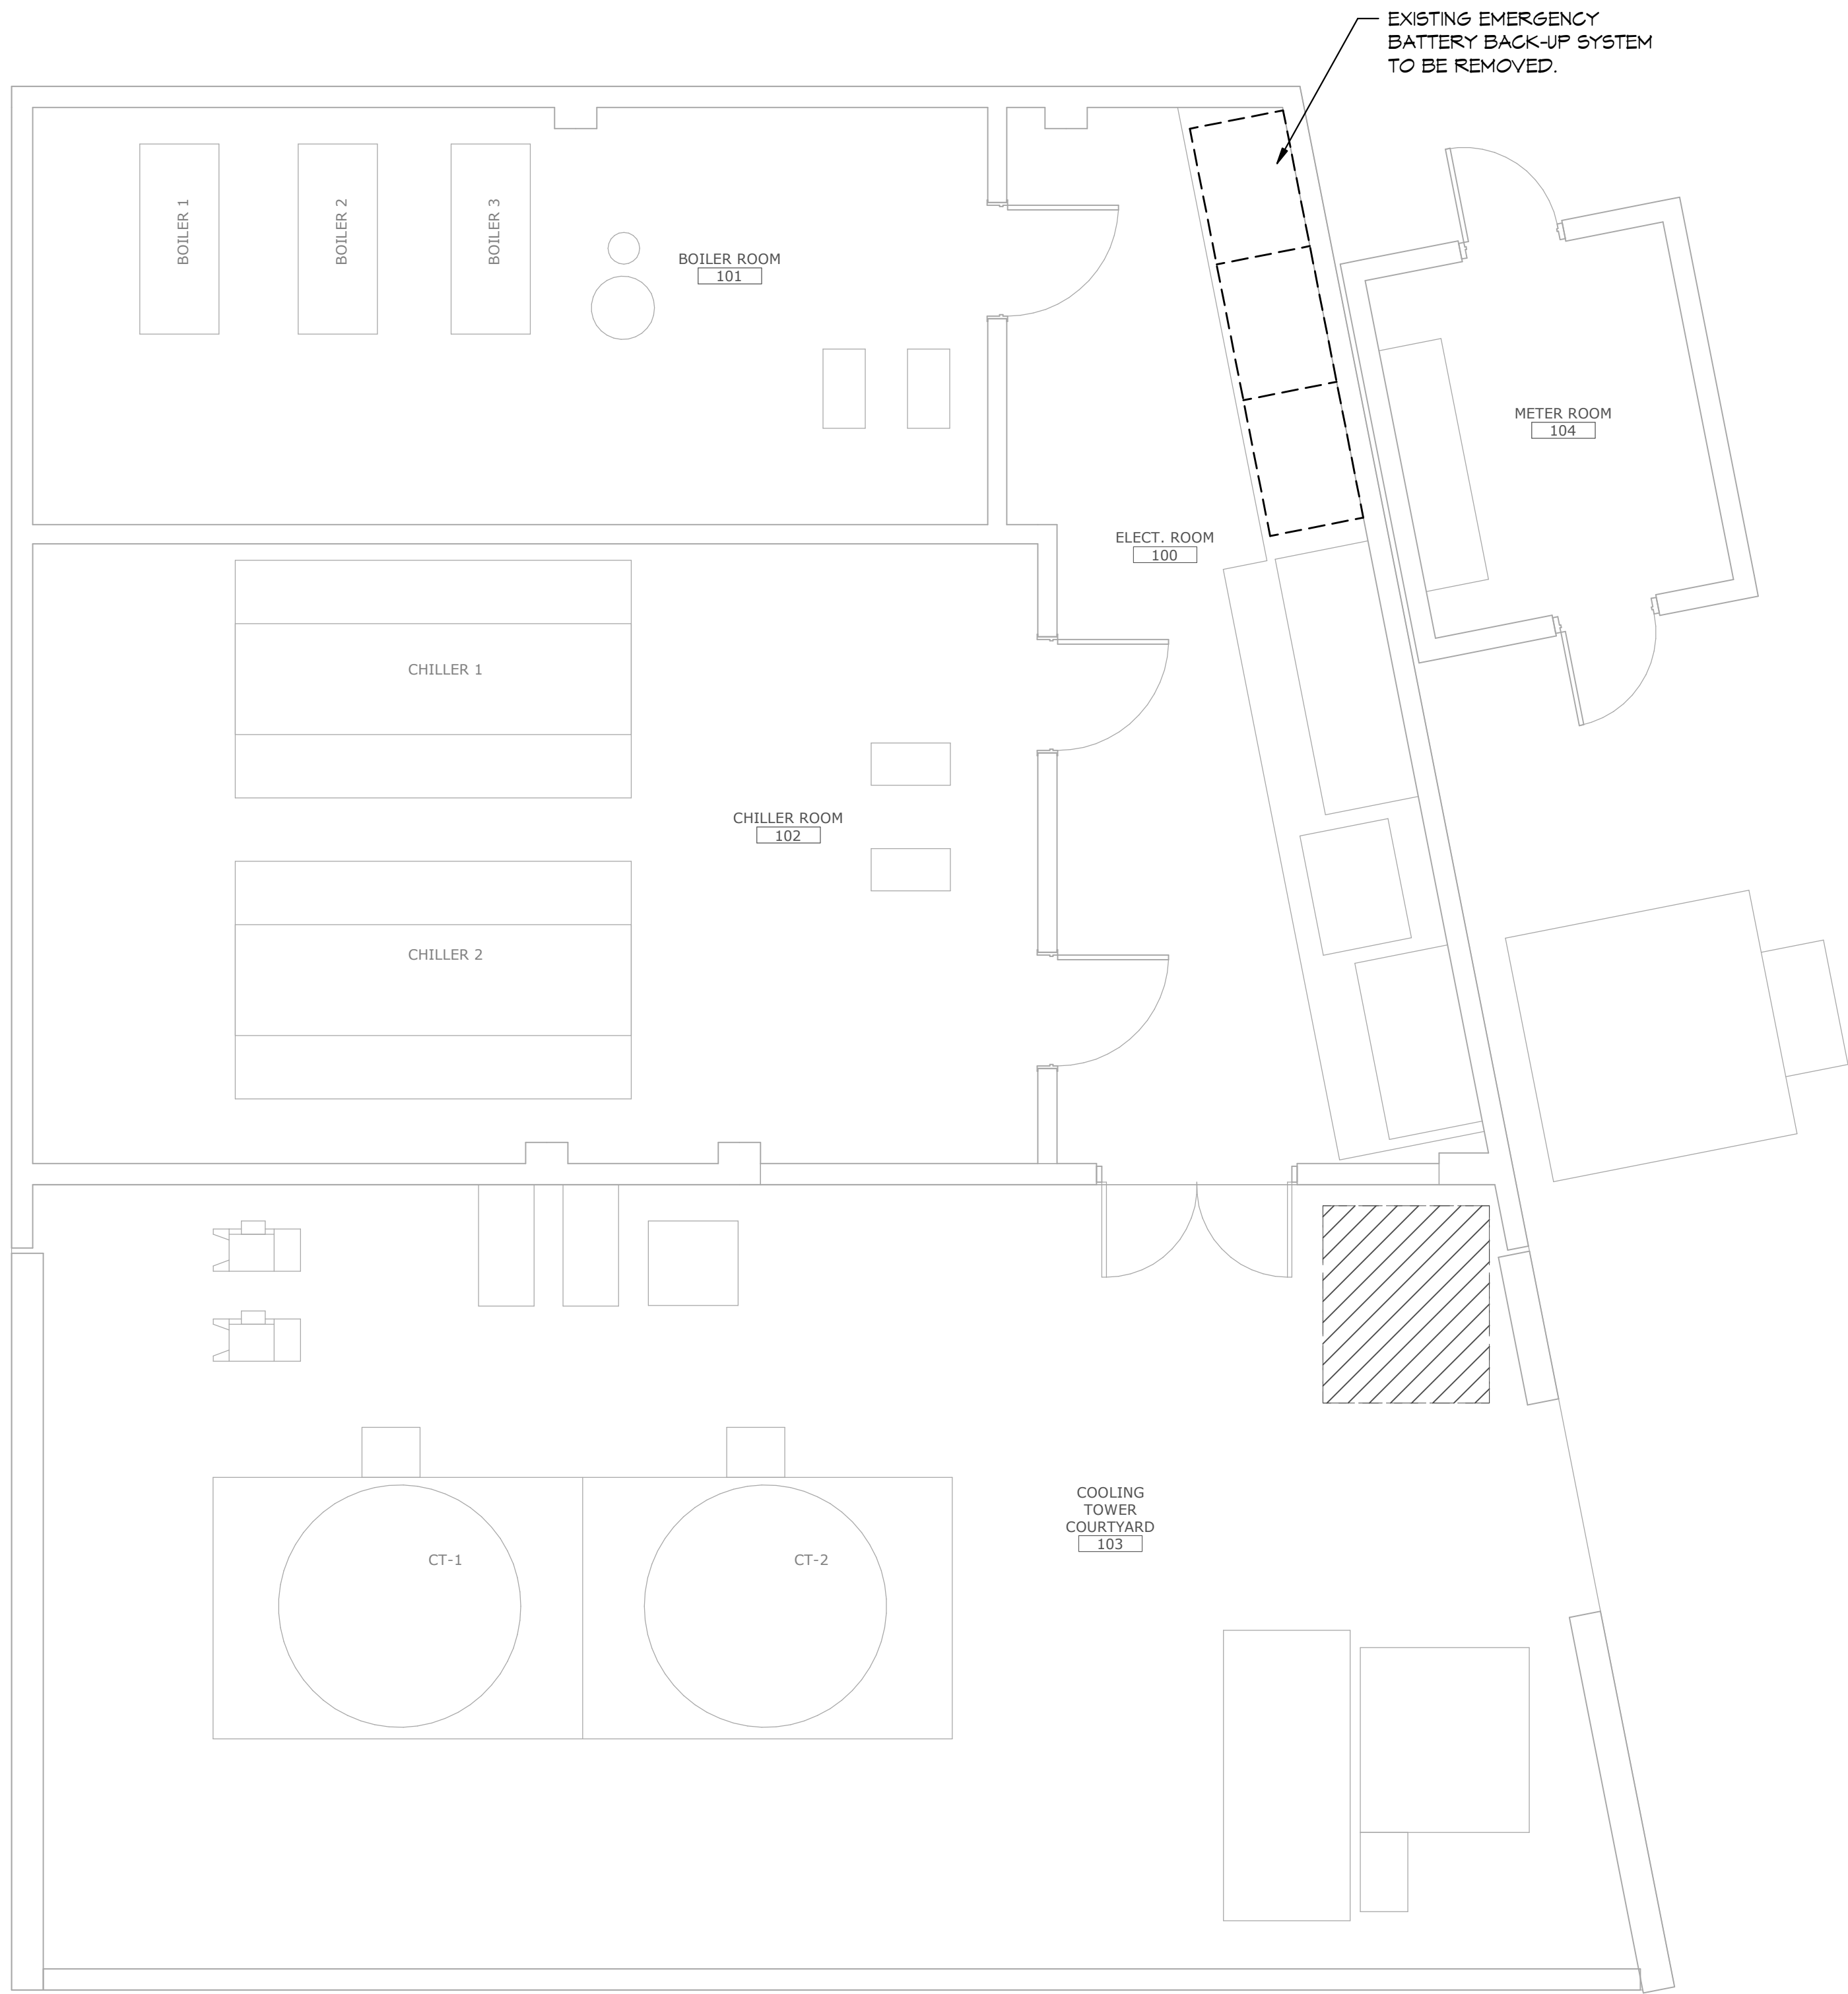 EXISTING EMERGENCY
BATTERY BACK-UP SYSTEM
TO BE REMOVED.
BOILER 1
BOILER 2
BOILER 3
BOILER ROOM
101
METER ROOM
104
ELECT. ROOM
100
CHILLER 1
CHILLER ROOM
102
CHILLER 2
COOLING
TOWER
COURTYARD
103
CT-1
CT-2